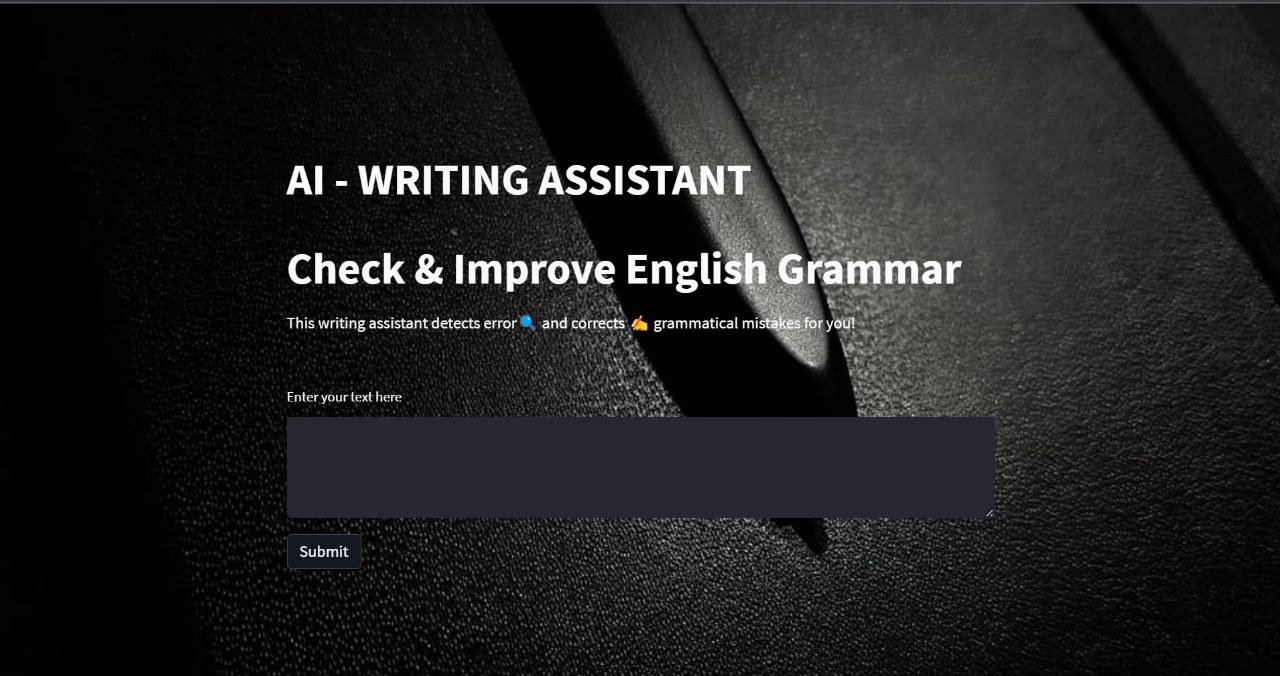 AI - WRITING ASSISTANT
Check & Improve English Grammar
This writing assistant detects error🔍 and corrects ✍️ grammatical mistakes for you!
Enter your text here
Submit